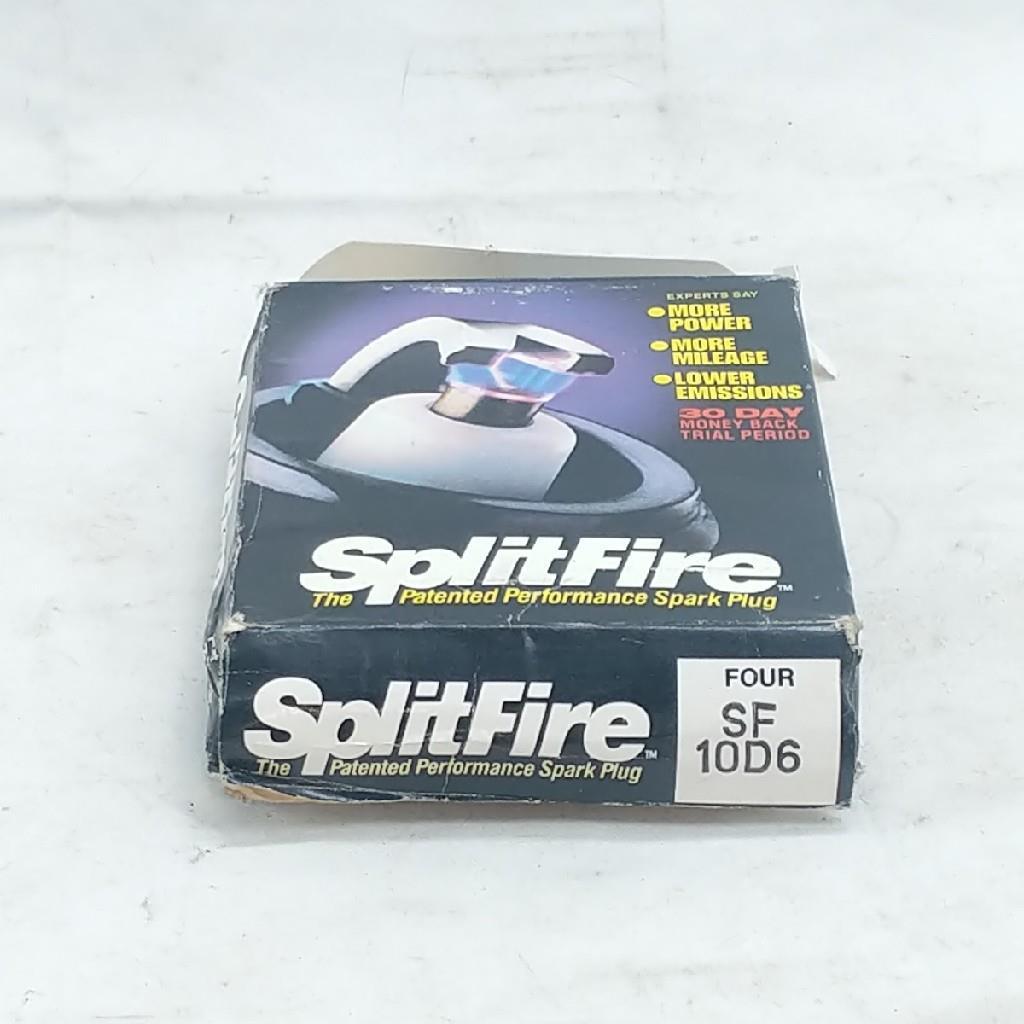 EXPERTS SAY
MORE
POWER
MORE
MILEAGE
LOWER
EMISSIONS
30 DAY
MONEY BACK
TRIAL PERIOD
SplitFire™
The Patented Performance Spark Plug
SplitFire™
The Patented Performance Spark Plug
FOUR
SF
10D6